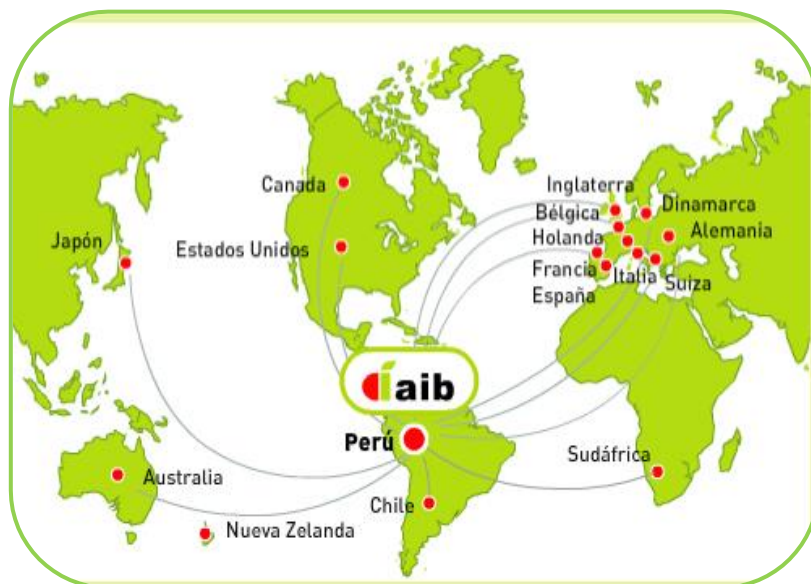 Canada
Inglaterra
Bélgica
Dinamarca
Japón
Estados Unidos
Holanda
Alemania
Francia
Italia
Suiza
España
aib
Perú
Sudáfrica
Australia
Chile
Nueva Zelanda